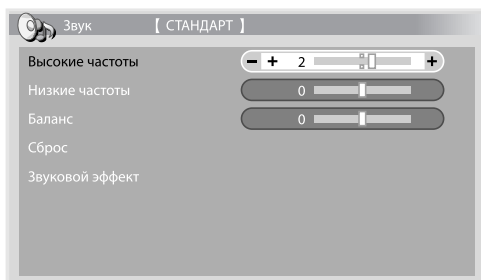 Звук 【 СТАНДАРТ 】
Высокие частоты - + 2 +
Низкие частоты 0
Баланс 0
Сброс
Звуковой эффект